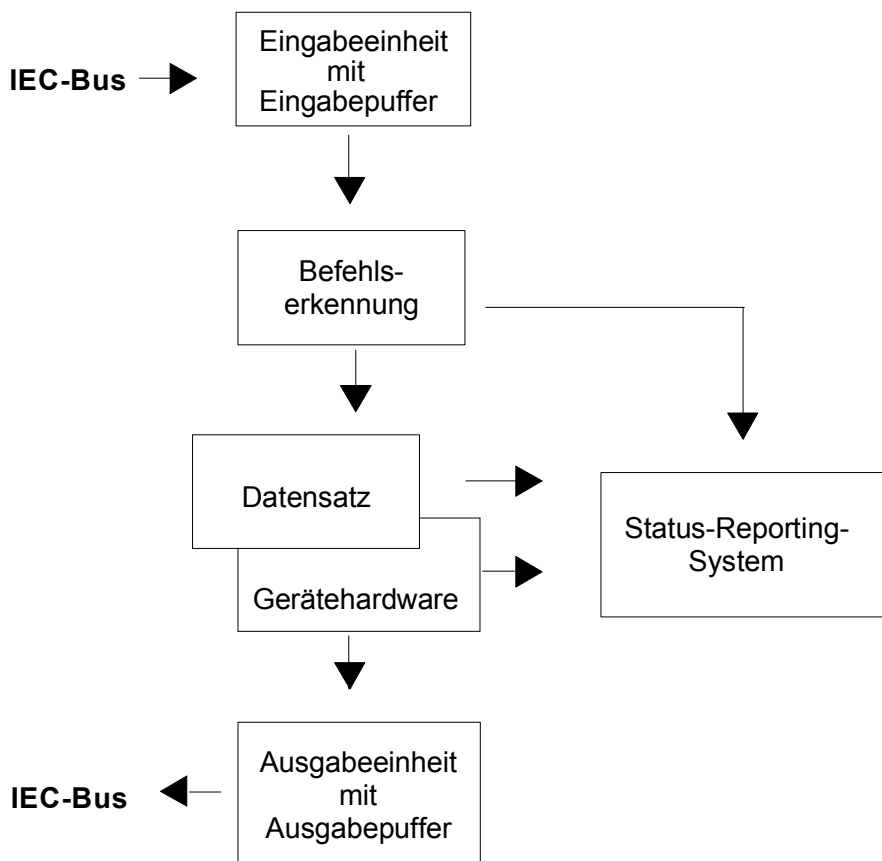 Eingabeeinheit
mit
Eingabepuffer
IEC-Bus
Befehls-
erkennung
Datensatz
Gerätehardware
Status-Reporting-
System
Ausgabeeinheit
mit
Ausgabepuffer
IEC-Bus